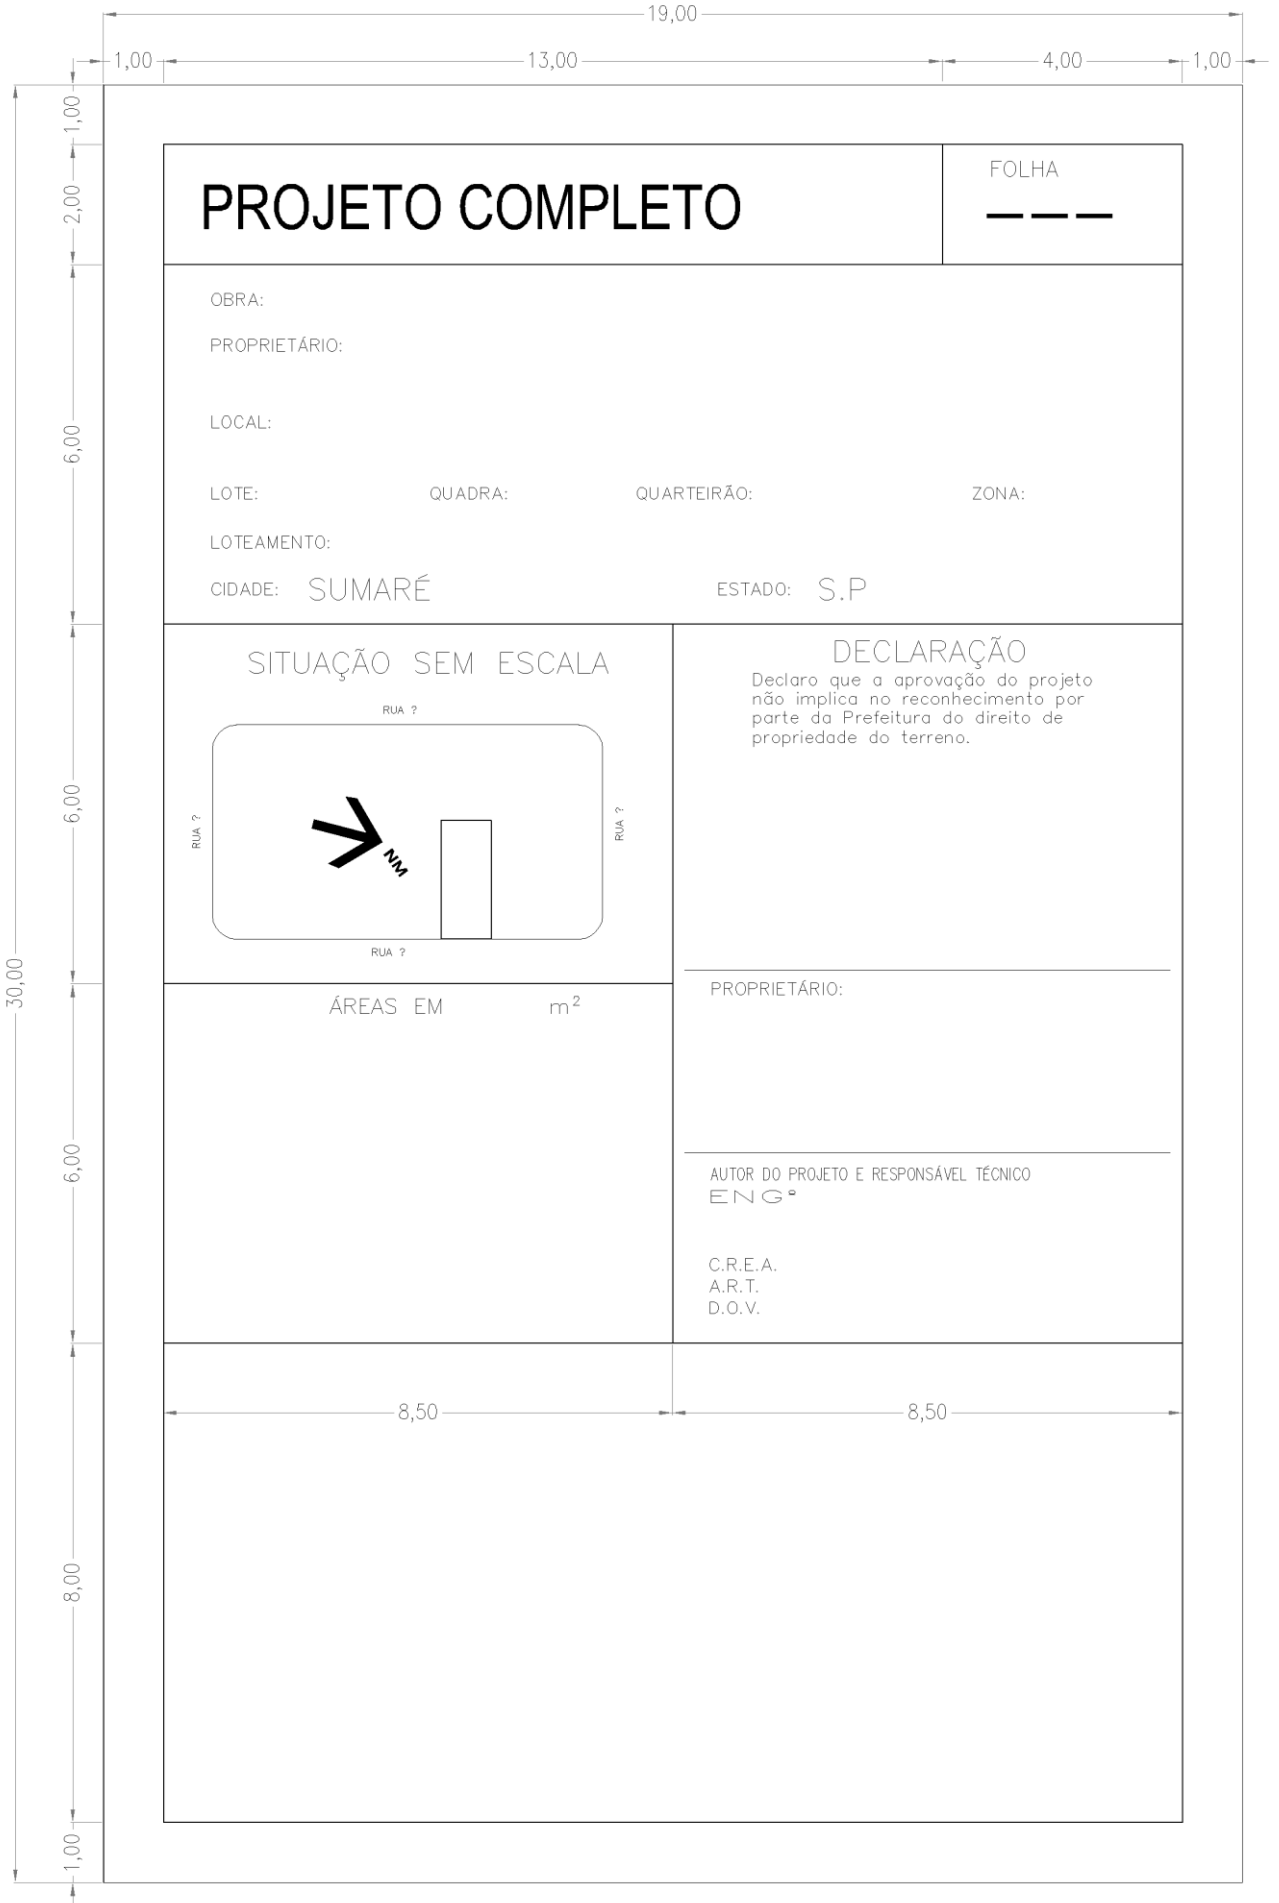 19,00
1,00 13,00 4,00 1,00
1,00
2,00
PROJETO COMPLETO
FOLHA
OBRA:
PROPRIETÁRIO:
LOCAL:
6,00
LOTE: QUADRA: QUARTEIRÃO: ZONA:
LOTEAMENTO:
CIDADE: SUMARÉ ESTADO: S.P
SITUAÇÃO SEM ESCALA
RUA ?
RUA ?
NM
RUA ?
RUA ?
6,00
DECLARAÇÃO
Declaro que a aprovação do projeto
não implica no reconhecimento por
parte da Prefeitura do direito de
propriedade do terreno.
30,00
ÁREAS EM m²
6,00
PROPRIETÁRIO:
AUTOR DO PROJETO E RESPONSÁVEL TÉCNICO
ENGº
C.R.E.A.
A.R.T.
D.O.V.
8,50 8,50
8,00
1,00